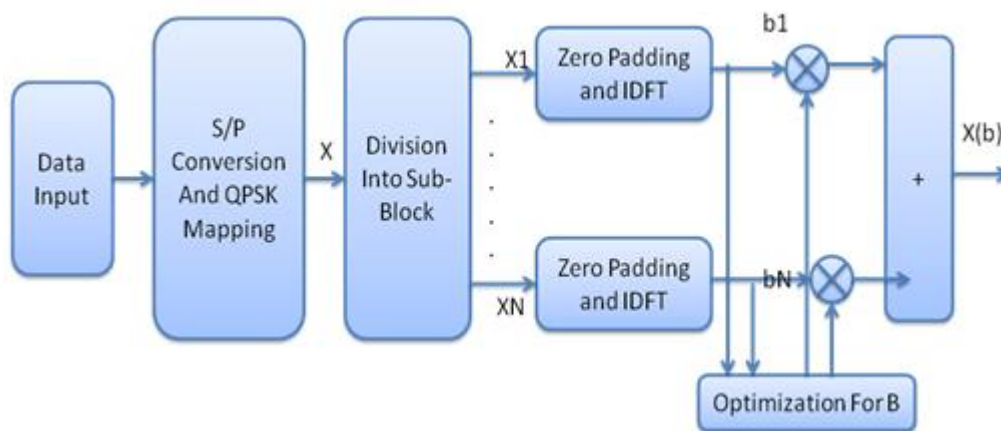 Data
Input
S/P
Conversion
And QPSK
Mapping
X
Division
Into Sub-
Block
X1
XN
Zero Padding
and IDFT
Zero Padding
and IDFT
b1
bN
+
X(b)
Optimization For B